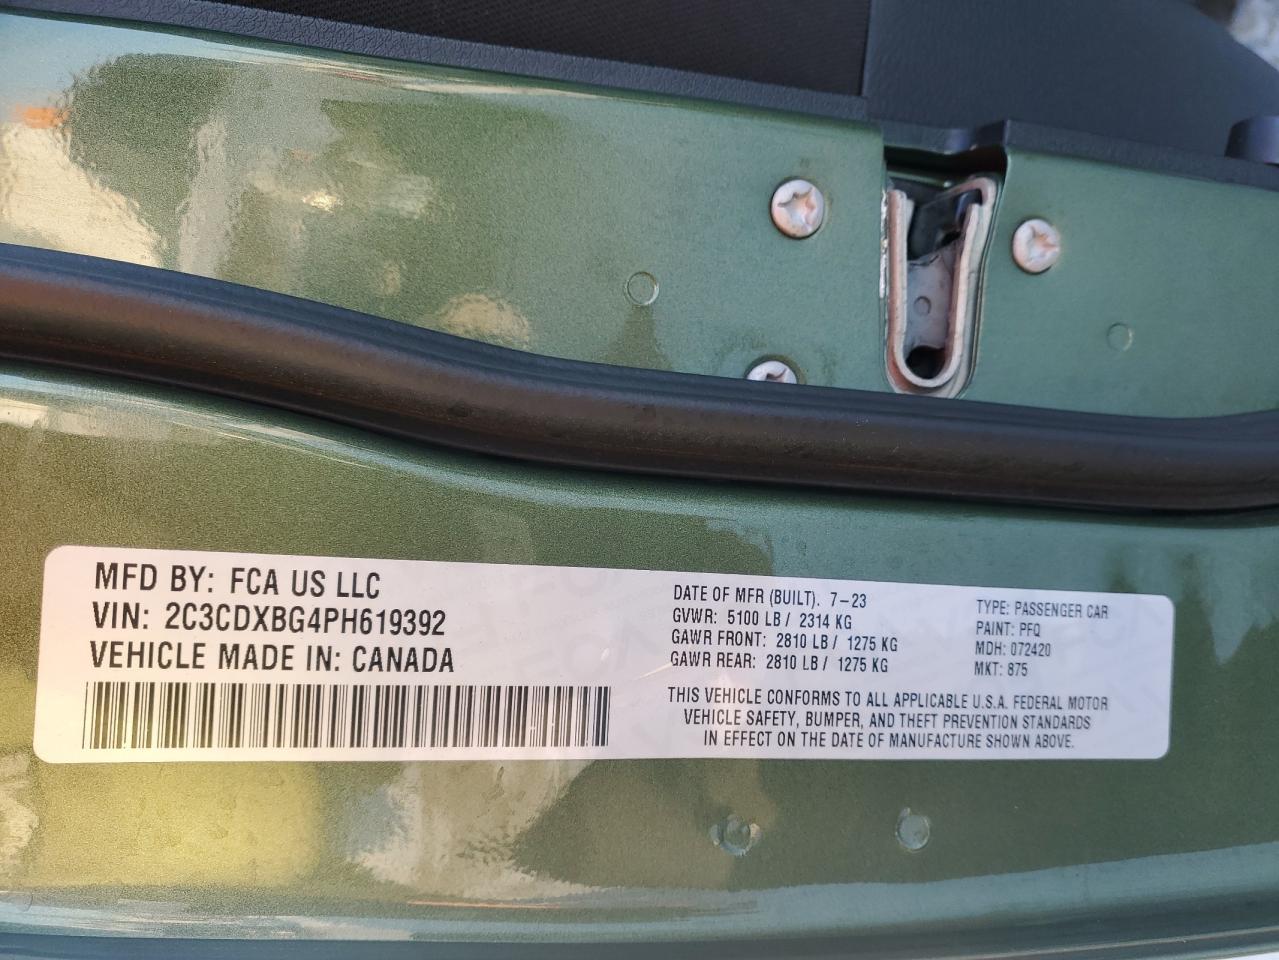 MFD BY: FCA US LLC
VIN: 2C3CDXBG4PH619392
VEHICLE MADE IN: CANADA
DATE OF MFR (BUILT). 7-23
GVWR: 5100 LB / 2314 KG
GAWR FRONT: 2810 LB / 1275 KG
GAWR REAR: 2810 LB / 1275 KG
TYPE: PASSENGER CAR
PAINT: PFQ
MDH: 072420
MKT: 875
THIS VEHICLE CONFORMS TO ALL APPLICABLE U.S.A. FEDERAL MOTOR
VEHICLE SAFETY, BUMPER, AND THEFT PREVENTION STANDARDS
IN EFFECT ON THE DATE OF MANUFACTURE SHOWN ABOVE.